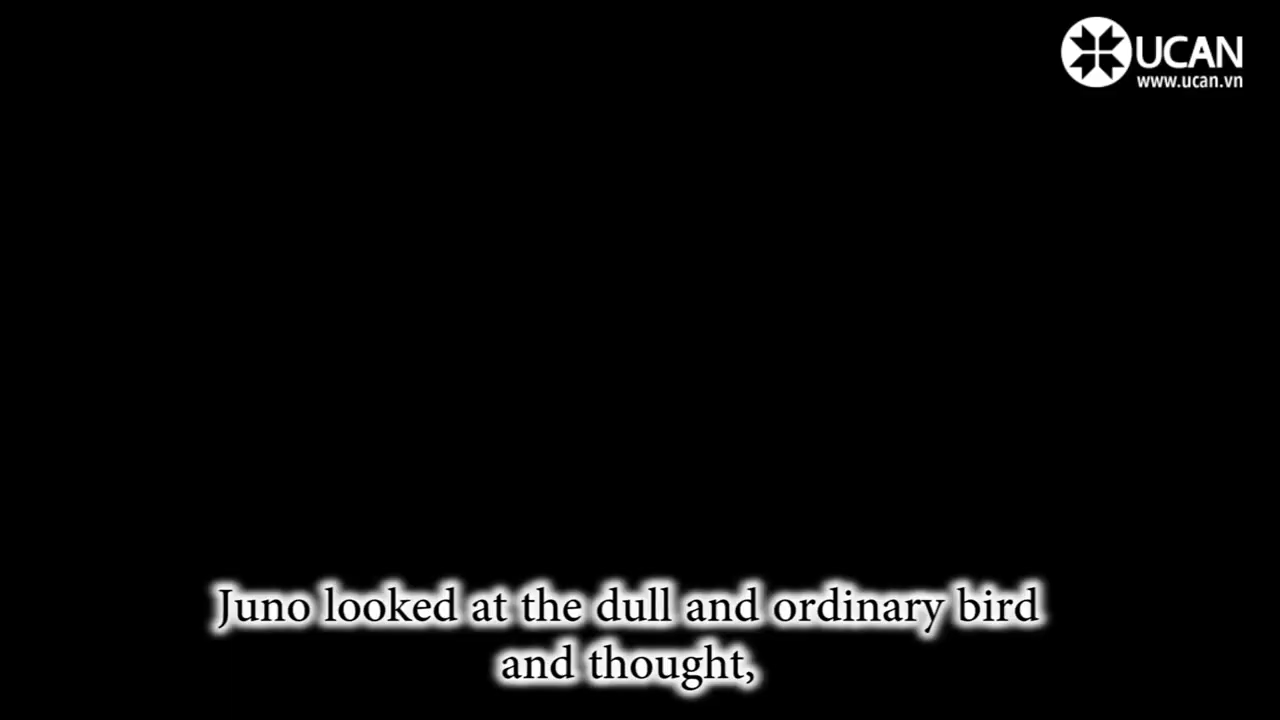 UCAN
www.ucan.vn
Juno looked at the dull and ordinary bird
and thought,